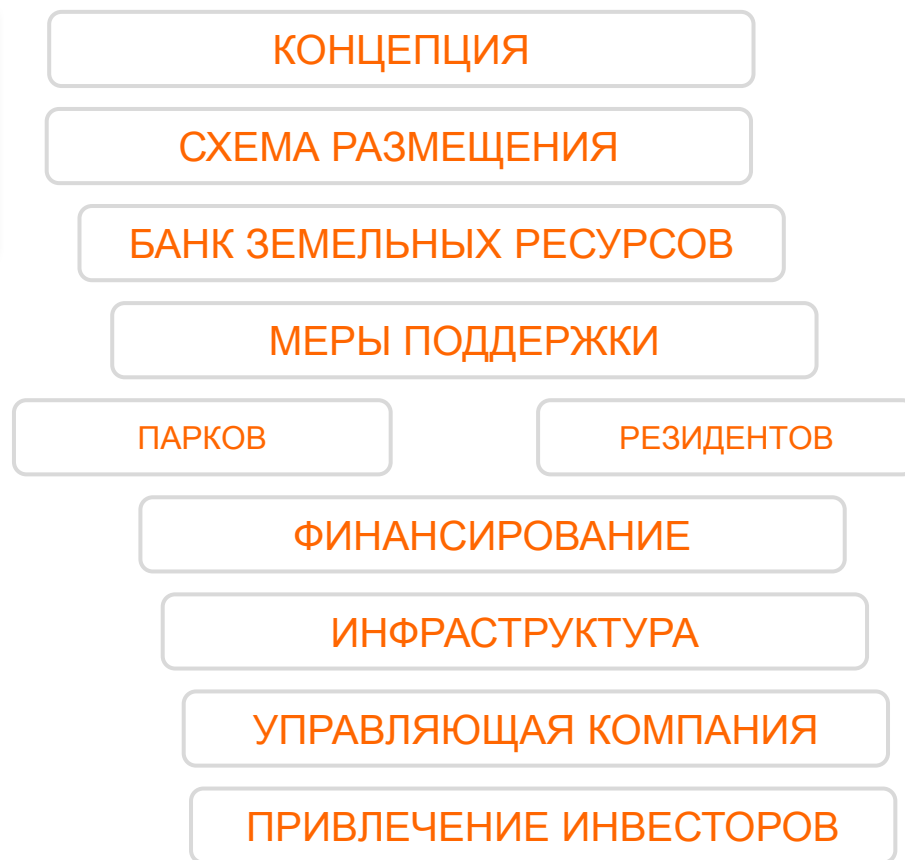 КОНЦЕПЦИЯ
СХЕМА РАЗМЕЩЕНИЯ
БАНК ЗЕМЕЛЬНЫХ РЕСУРСОВ
МЕРЫ ПОДДЕРЖКИ
ПАРКОВ
РЕЗИДЕНТОВ
ФИНАНСИРОВАНИЕ
ИНФРАСТРУКТУРА
УПРАВЛЯЮЩАЯ КОМПАНИЯ
ПРИВЛЕЧЕНИЕ ИНВЕСТОРОВ